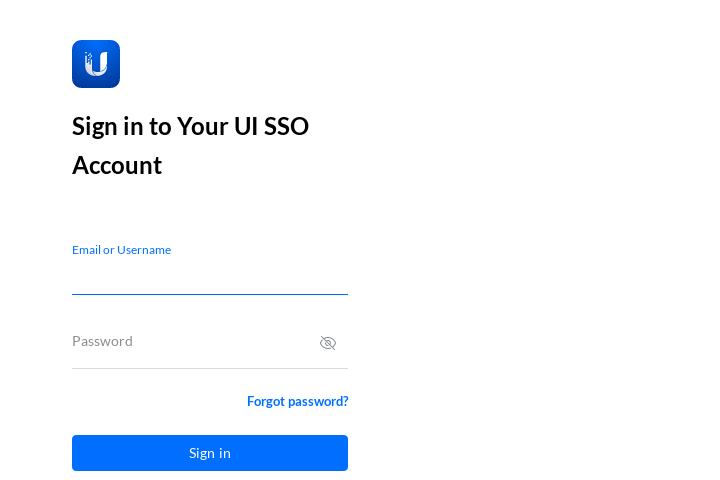 Sign in to Your UI SSO
Account
Email or Username
Password
Forgot password?
Sign in